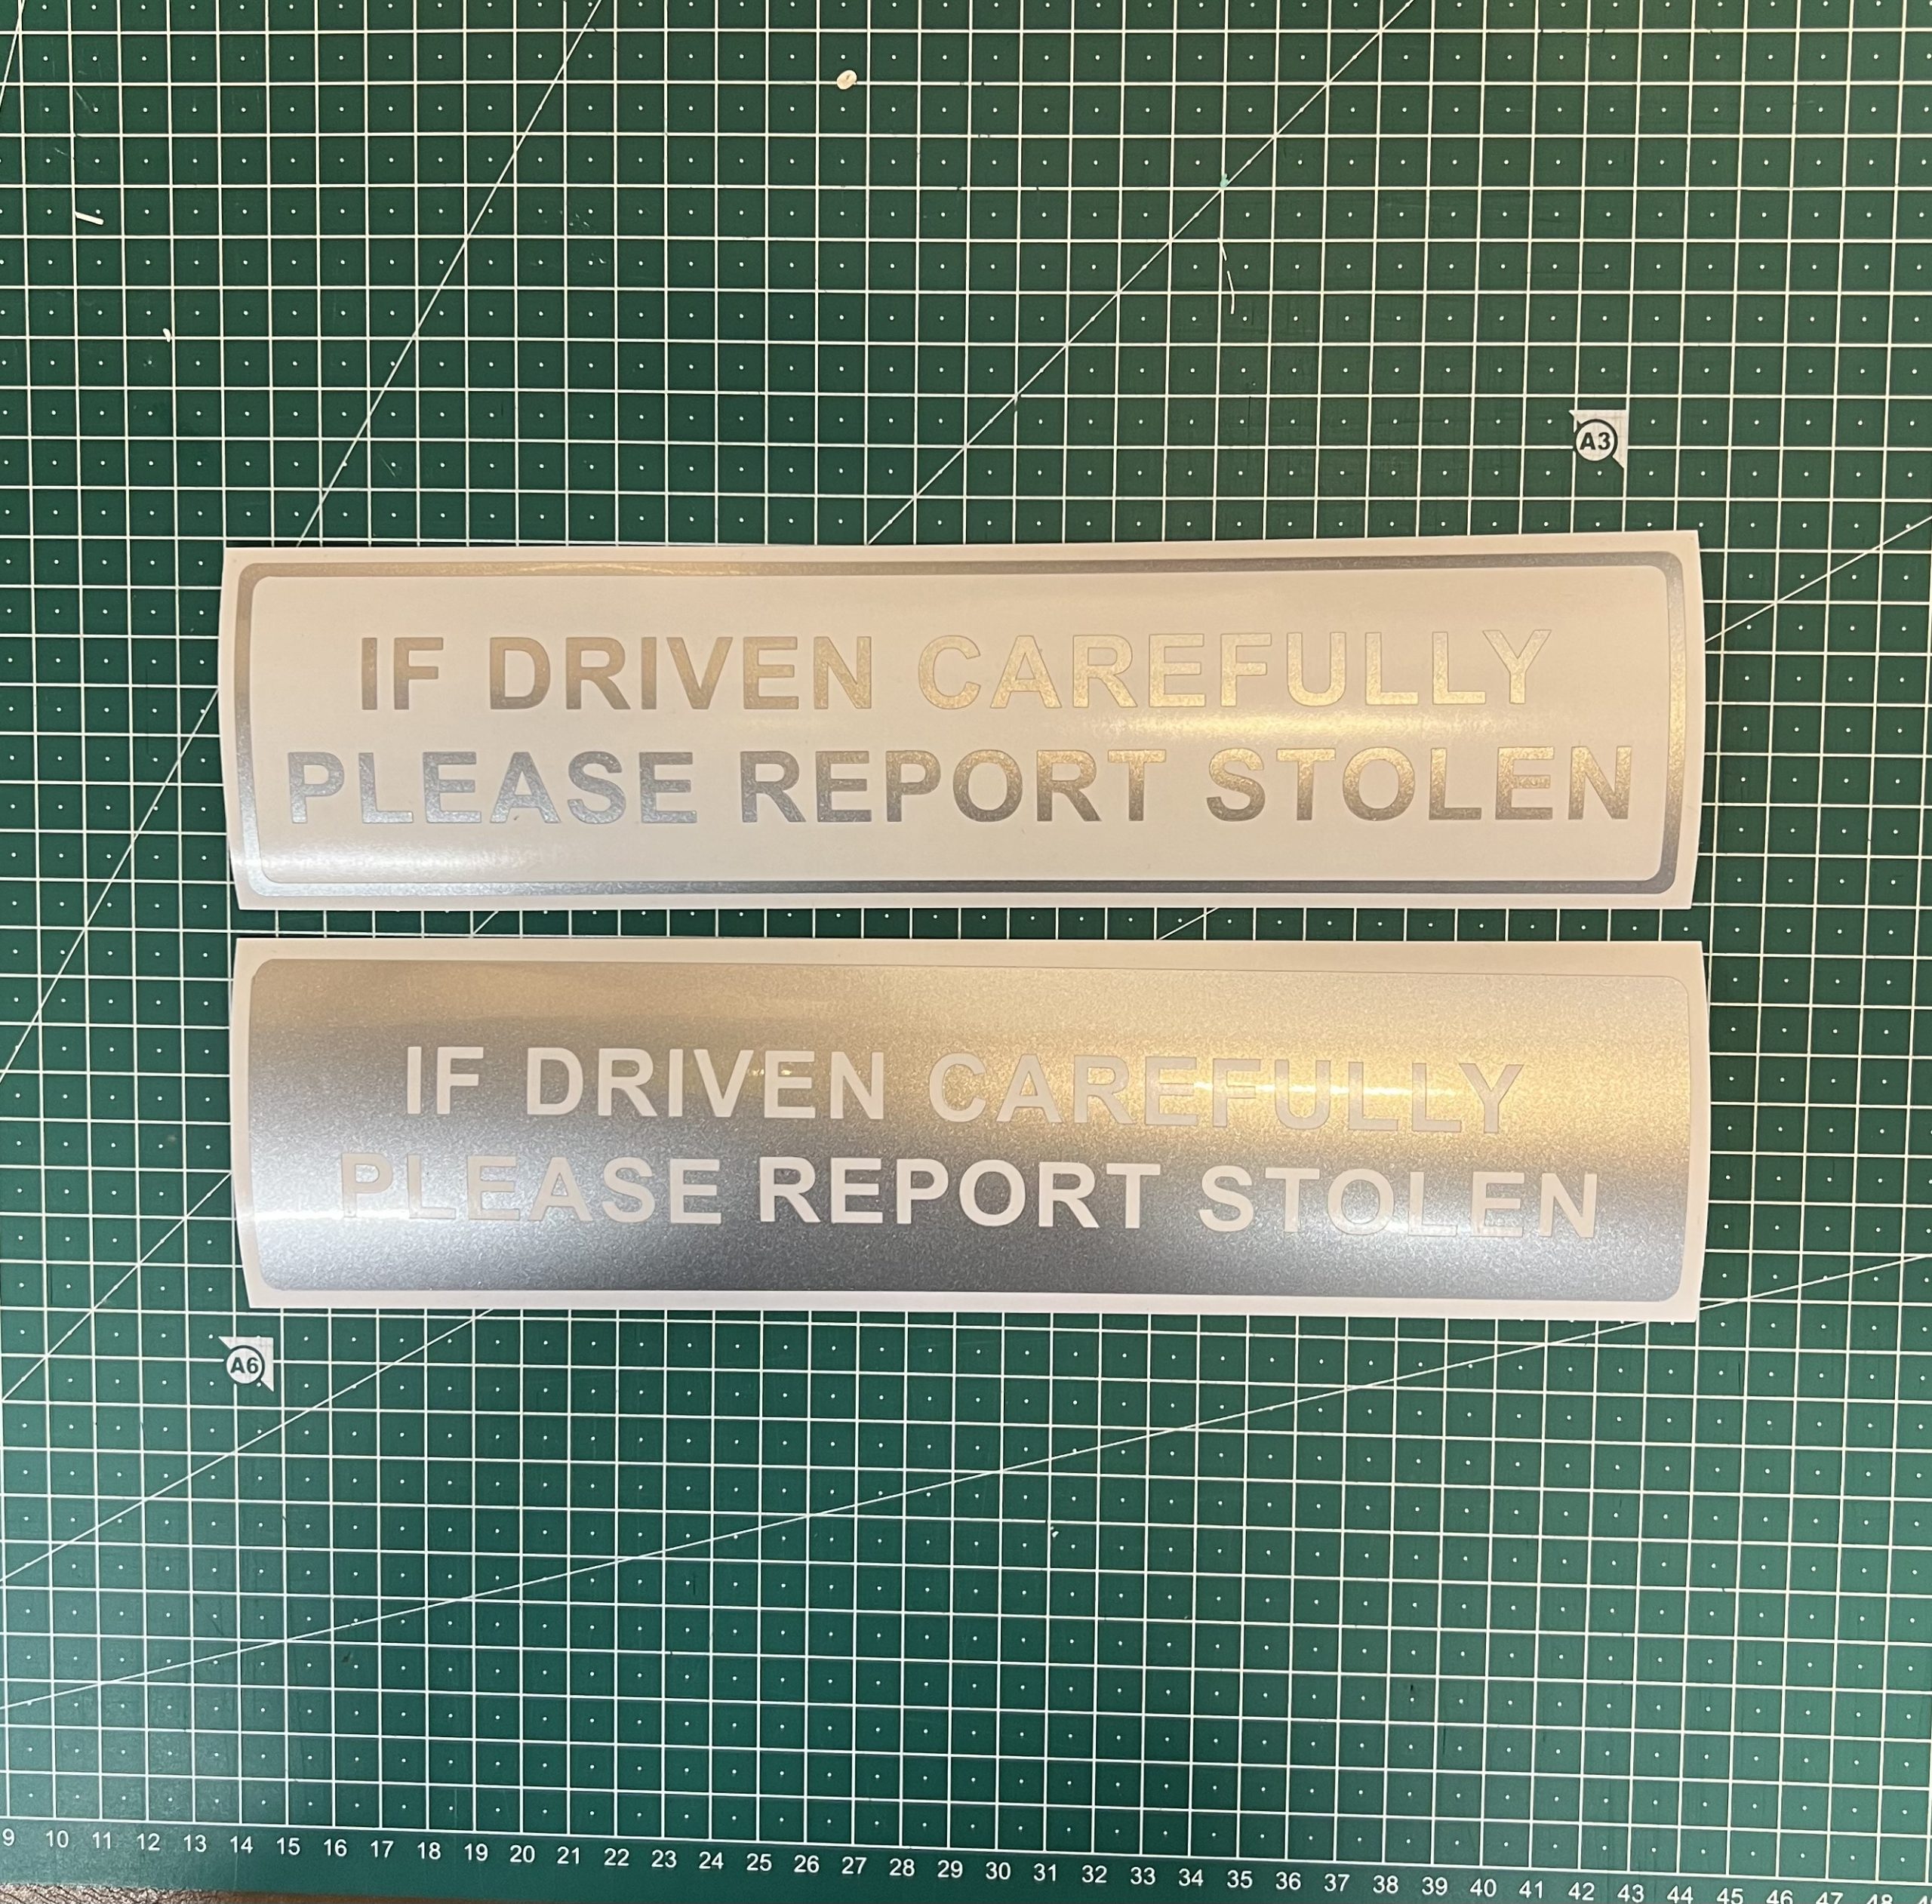 A3
IF DRIVEN CAREFULLY
PLEASE REPORT STOLEN
IF DRIVEN CAREFULLY
PLEASE REPORT STOLEN
A6
9 10 11 12 13 14 15 16 17 18 19 20 21 22 23 24 25 26 27 28 29 30 31 32 33 34 35 36 37 38 39 40 41 42 43 44 45 46 47 48